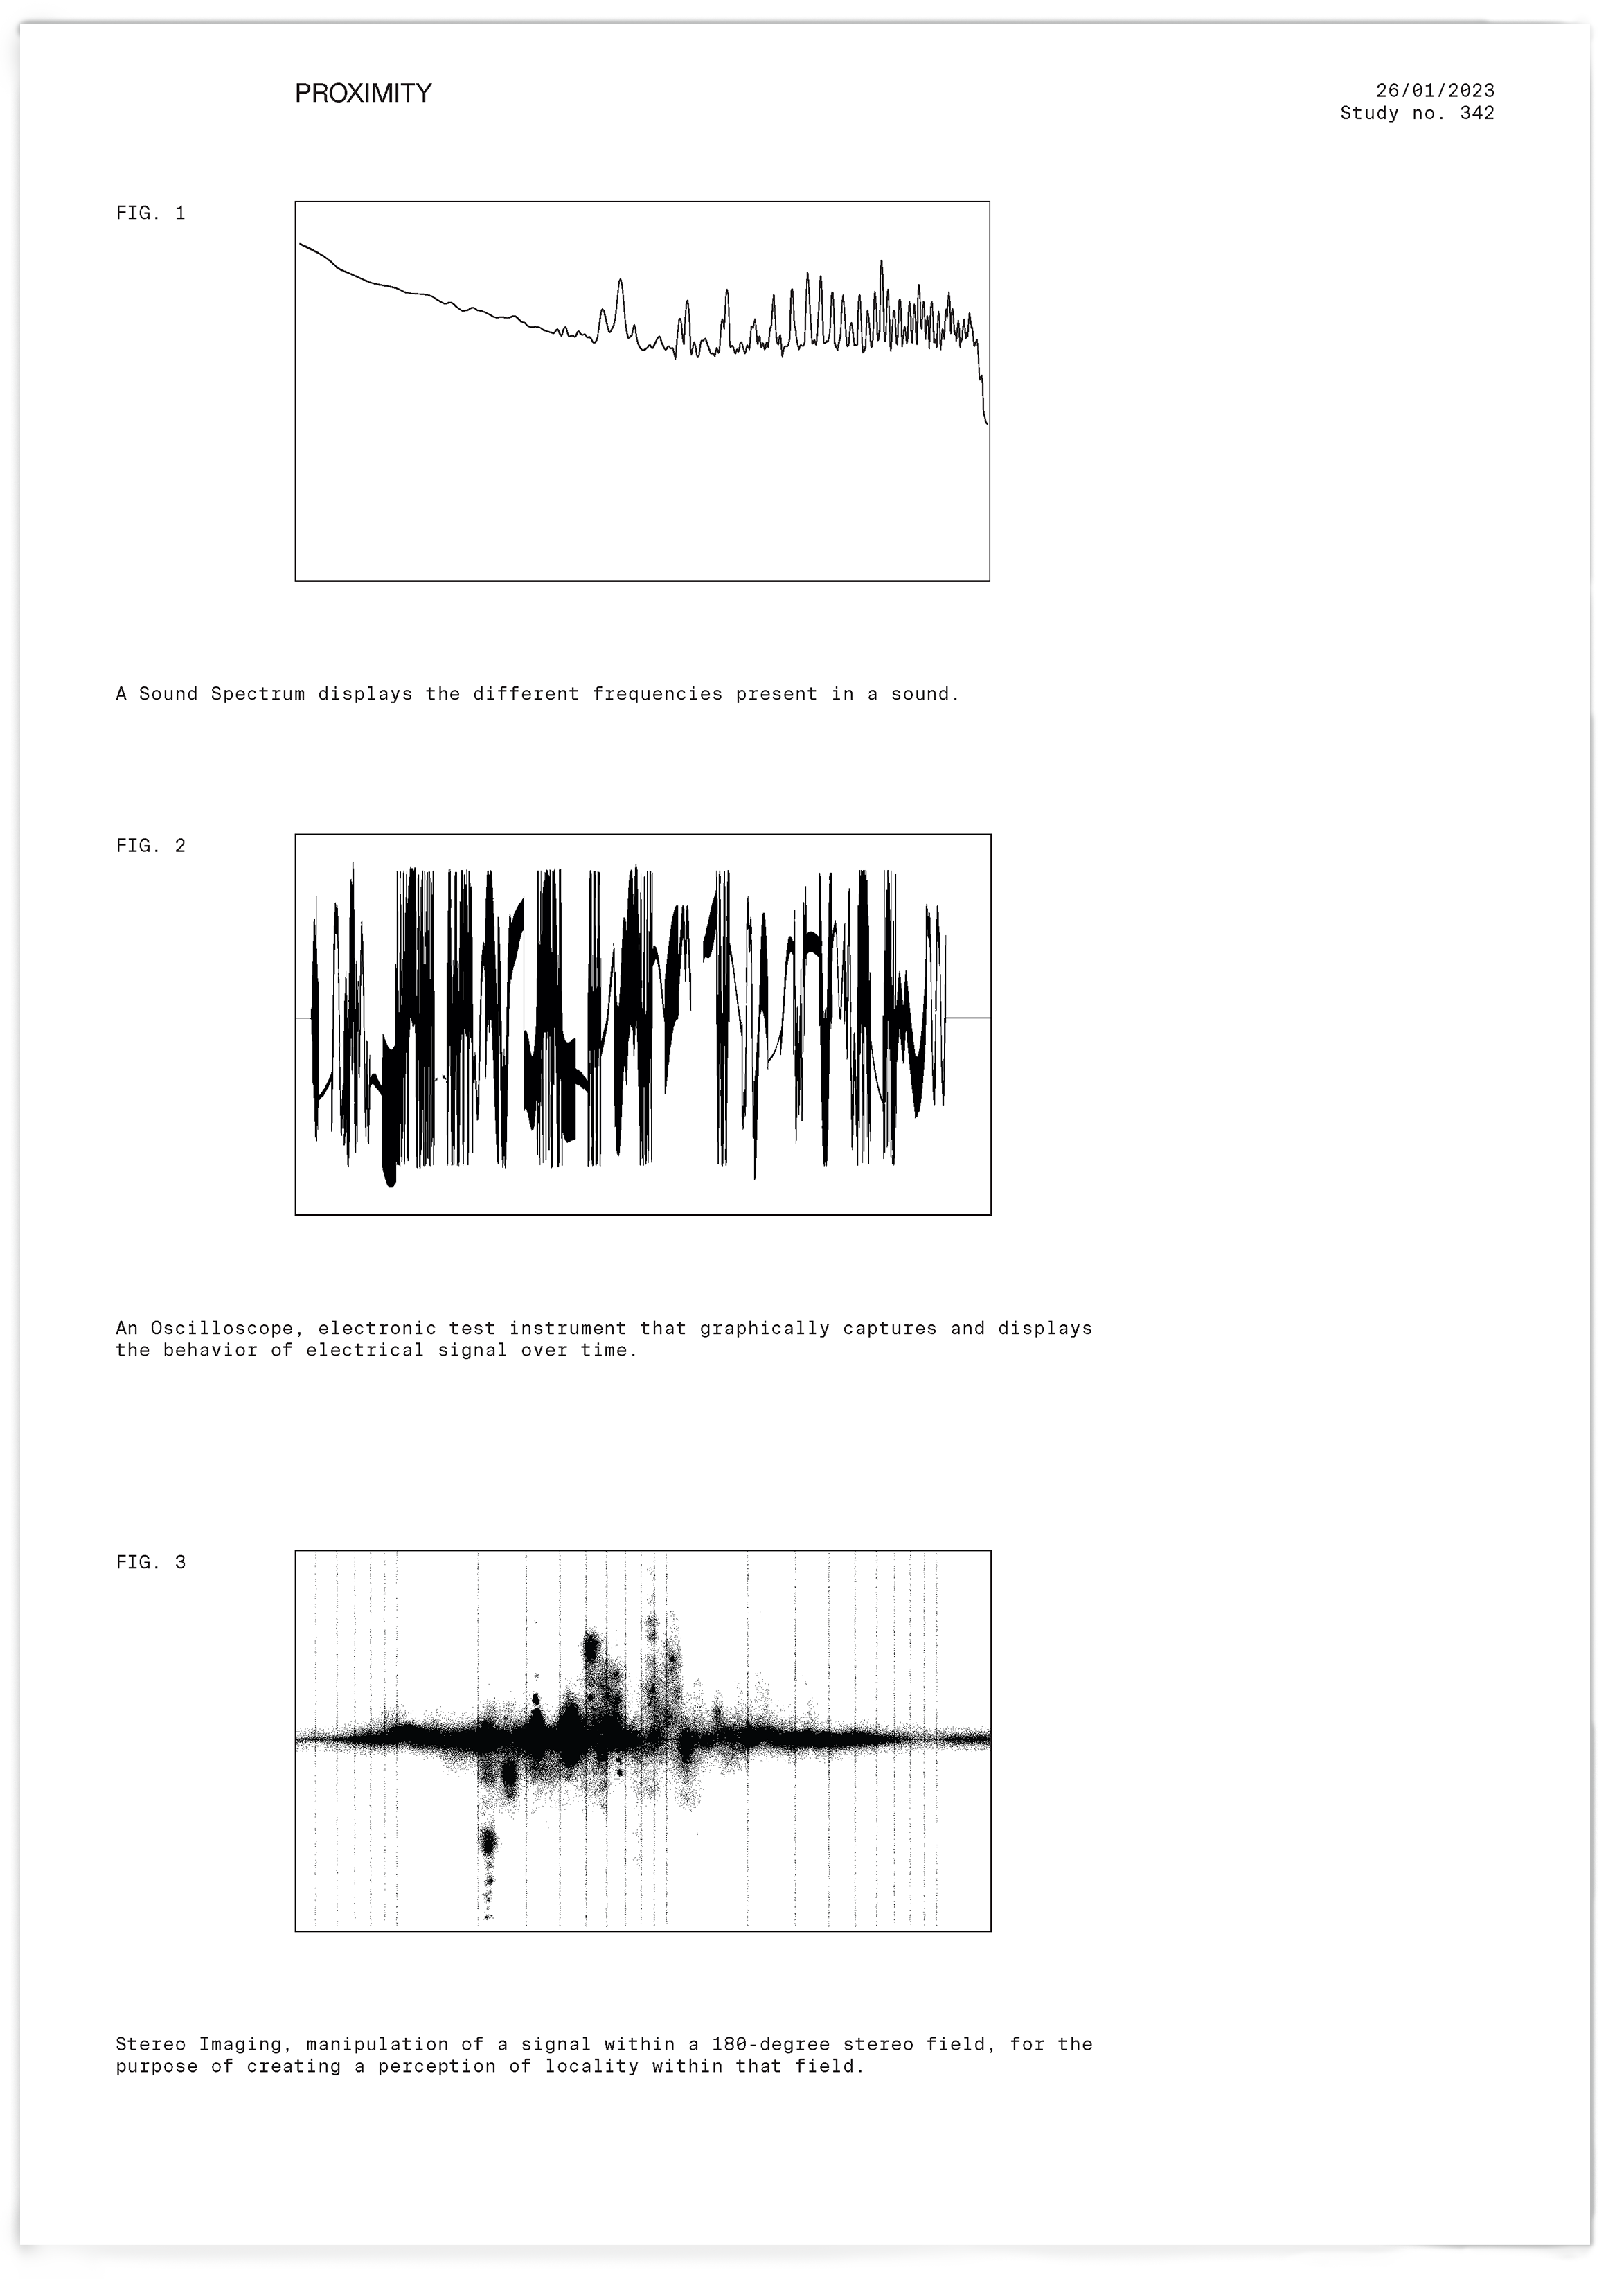 PROXIMITY
26/01/2023
Study no. 342
FIG. 1
A Sound Spectrum displays the different frequencies present in a sound.
FIG. 2
An Oscilloscope, electronic test instrument that graphically captures and displays
the behavior of electrical signal over time.
FIG. 3
Stereo Imaging, manipulation of a signal within a 180-degree stereo field, for the
purpose of creating a perception of locality within that field.